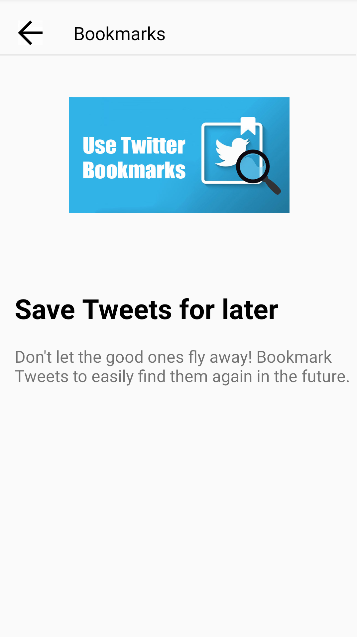 Bookmarks
Use Twitter
Bookmarks
Save Tweets for later
Don't let the good ones fly away! Bookmark
Tweets to easily find them again in the future.